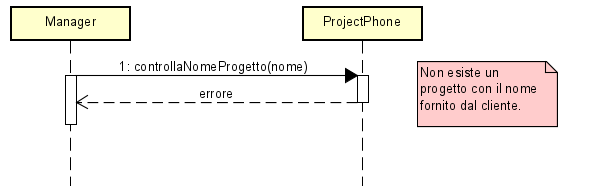 Manager
ProjectPhone
1: controllaNomeProgetto(nome)
errore
Non esiste un
progetto con il nome
fornito dal cliente.